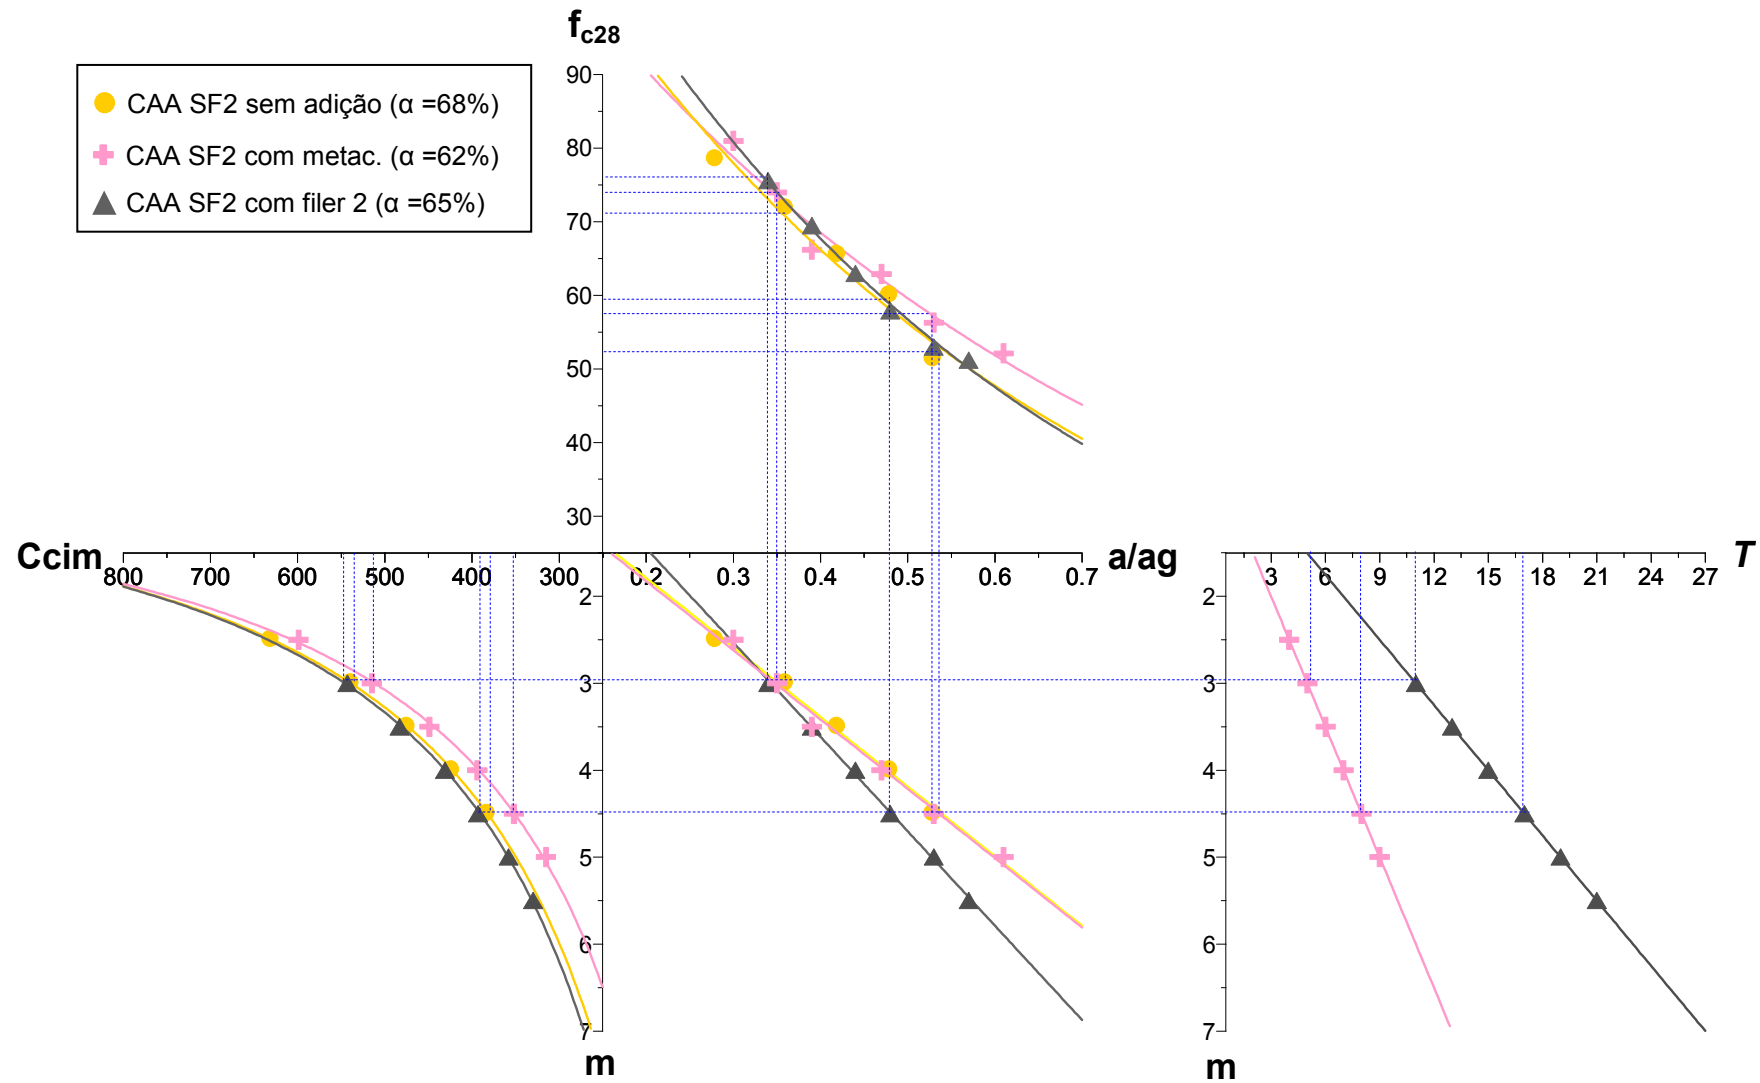 f c28
CAA SF2 sem adição (α =68%)
CAA SF2 com metac. (α =62%)
CAA SF2 com filer 2 (α =65%)
90
80
70
60
50
40
30
Ccim
800 700 600 500 400 300
0.2 0.3 0.4 0.5 0.6 0.7
a/ag
3 6 9 12 15 18 21 24 27
T
2
3
4
5
6
7
m
2
3
4
5
6
7
m